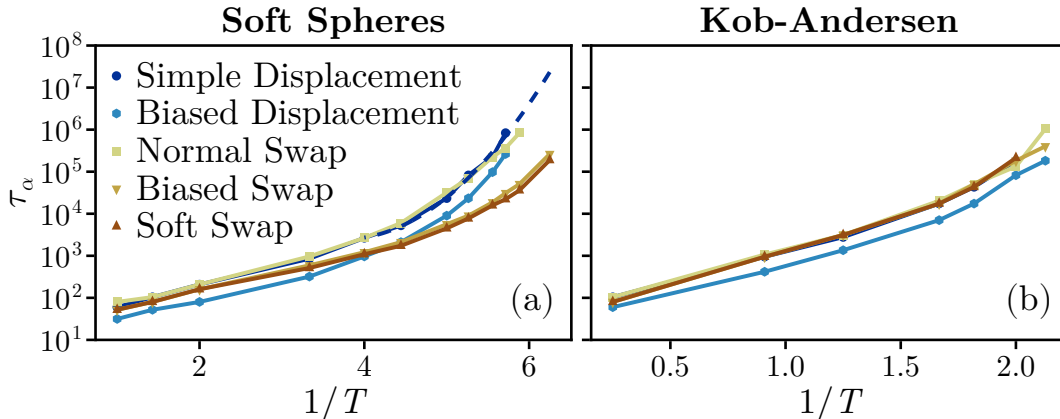 Soft Spheres
Kob-Andersen
10^8
10^7
10^6
10^5
10^4
10^3
10^2
10^1
τ_α
Simple Displacement
Biased Displacement
Normal Swap
Biased Swap
Soft Swap
(a)
(b)
2
4
6
0.5
1.0
1.5
2.0
1/T
1/T